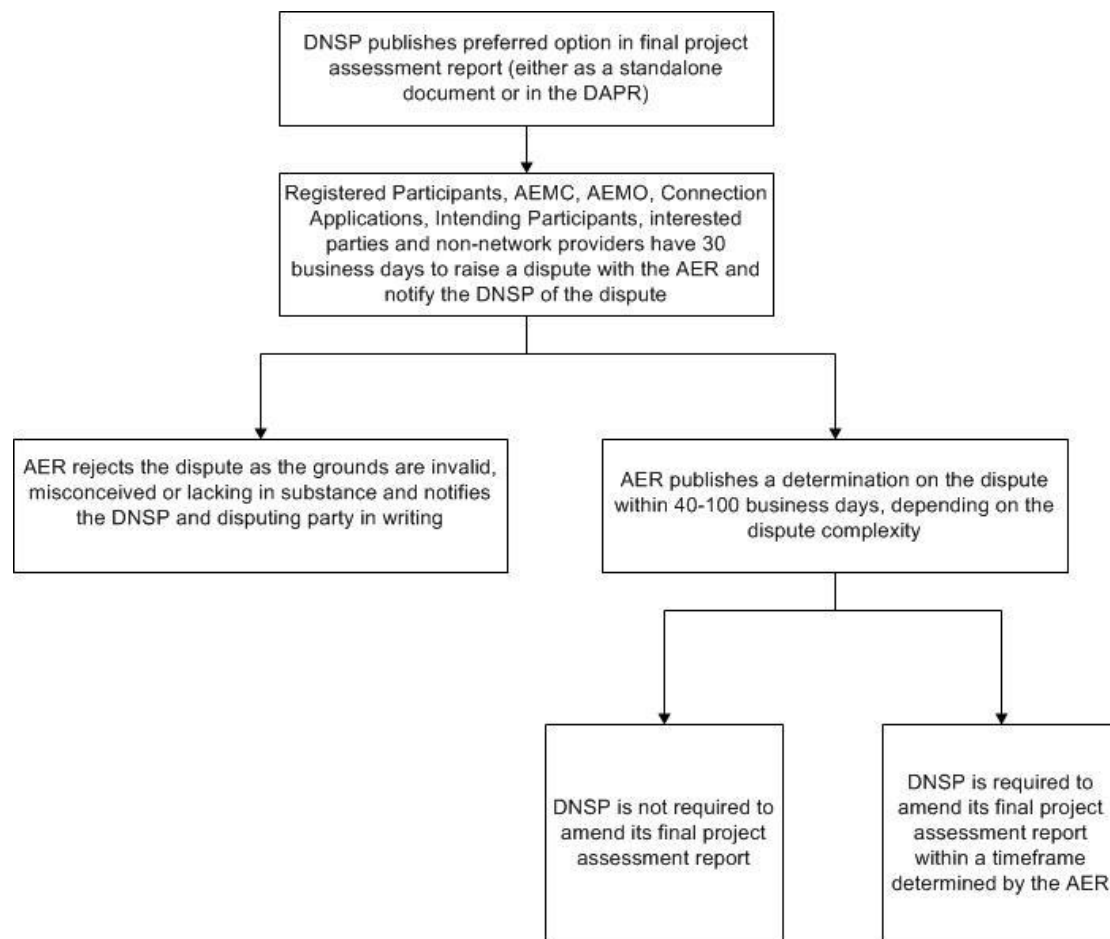 DNSP publishes preferred option in final project
assessment report (either as a standalone
document or in the DAPR)
Registered Participants, AEMC, AEMO, Connection
Applications, Intending Participants, interested
parties and non-network providers have 30
business days to raise a dispute with the AER and
notify the DNSP of the dispute
AER rejects the dispute as the grounds are invalid,
misconceived or lacking in substance and notifies
the DNSP and disputing party in writing
AER publishes a determination on the dispute
within 40-100 business days, depending on the
dispute complexity
DNSP is not required to
amend its final project
assessment report
DNSP is required to
amend its final project
assessment report
within a timeframe
determined by the AER